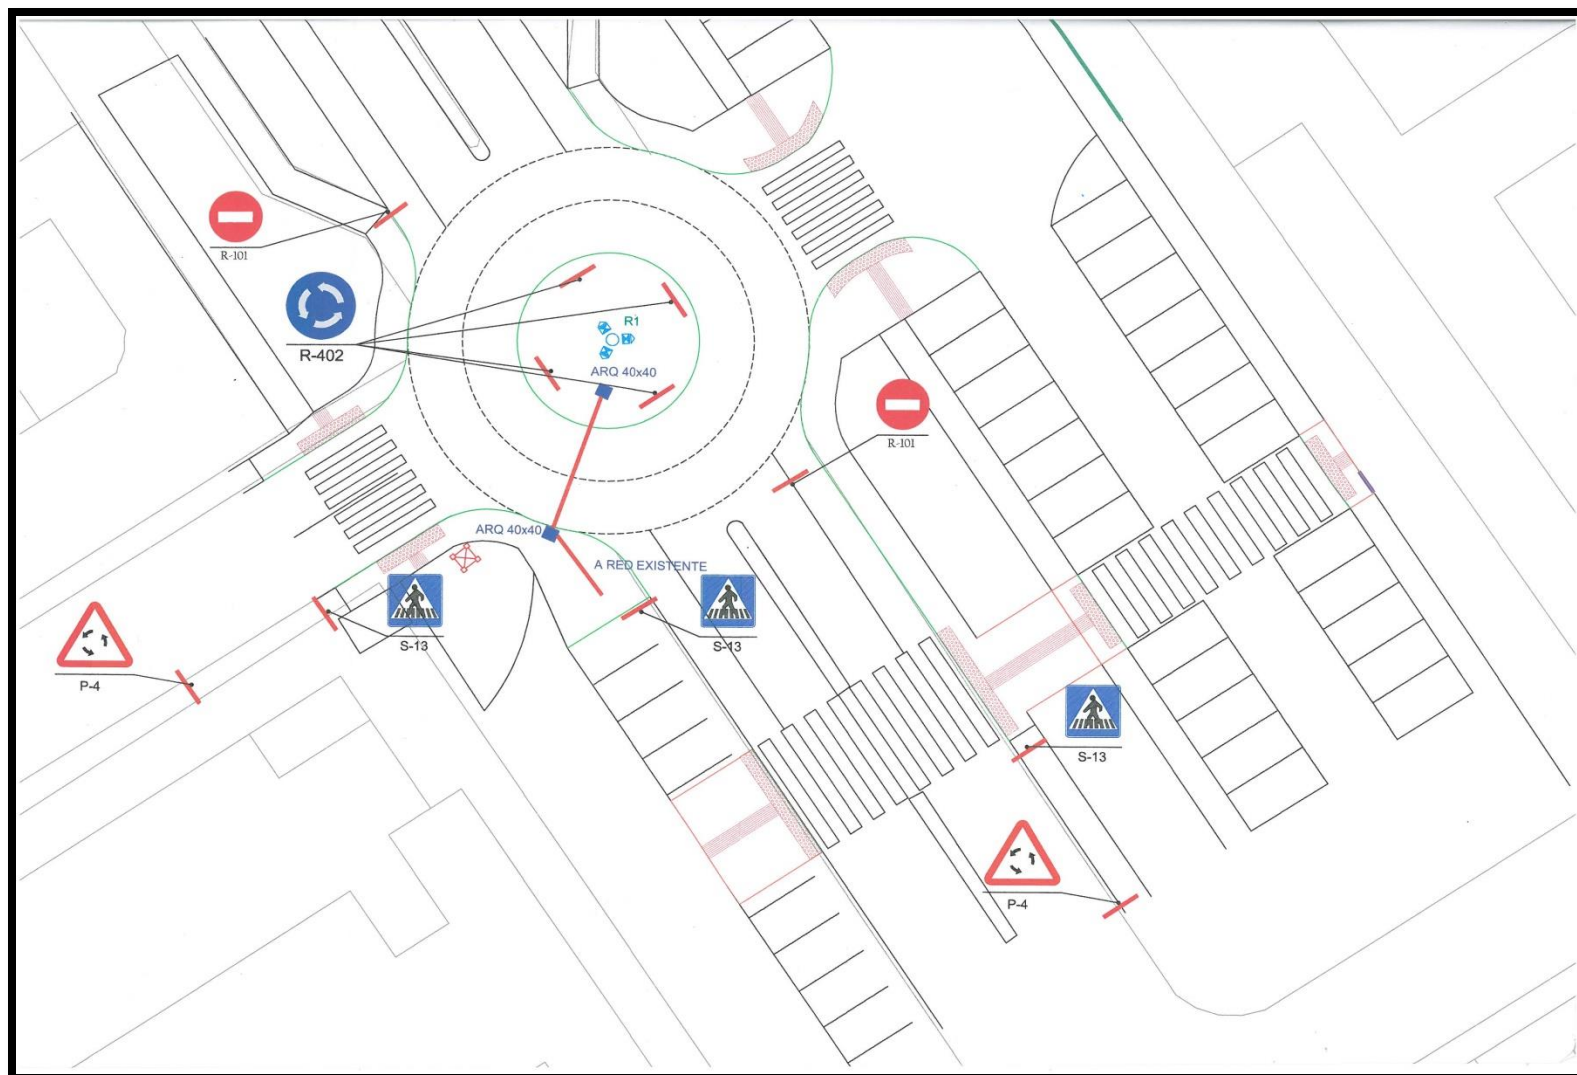 R-101
R-402
R1
ARQ 40x40
R-101
ARQ 40x40
A RED EXISTENTE
S-13
S-13
P-4
S-13
P-4